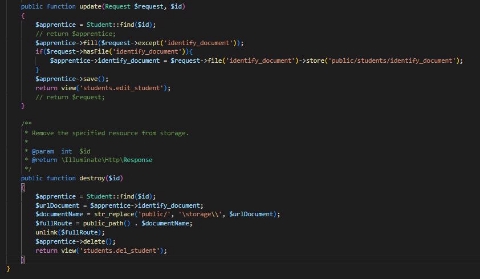 public function update(Request $request, $id)
{
    $apprentice = Student::find($id);
    // return $apprentice;
    $apprentice->fill($request->except('identify_document'));
    if($request->hasFile('identify_document')){
        $apprentice->identify_document = $request->file('identify_document')->store('public/students/identify_document');
    }
    $apprentice->save();
    return view('students.edit_student');
    // return $request;
}
/**
 * Remove the specified resource from storage.
 *
 * @param  int  $id
 * @return \Illuminate\Http\Response
 */
public function destroy($id)
{
    $apprentice = Student::find($id);
    $urlDocument = $apprentice->identify_document;
    $documentName = str_replace('public/', '\storage\\', $urlDocument);
    $fullRoute = public_path() . $documentName;
    unlink($fullRoute);
    $apprentice->delete();
    return view('students.del_student');
}
}